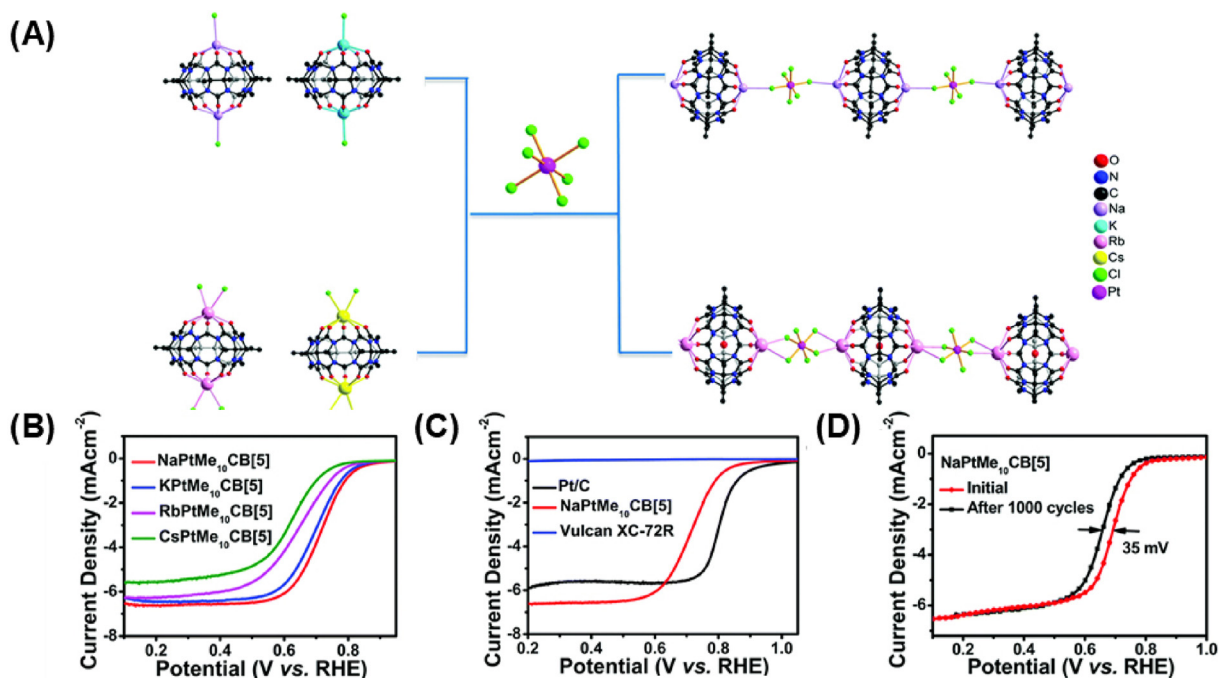 (A)
O
N
C
Na
K
Rb
Cs
Cl
Pt
(B)
Current Density (mAcm⁻²)
0
-2
-4
-6
-8
NaPtMe₁₀CB[5]
KPtMe₁₀CB[5]
RbPtMe₁₀CB[5]
CsPtMe₁₀CB[5]
0.2 0.4 0.6 0.8
Potential (V vs. RHE)
(C)
Current Density (mAcm⁻²)
0
-2
-4
-6
-8
Pt/C
NaPtMe₁₀CB[5]
Vulcan XC-72R
0.2 0.4 0.6 0.8 1.0
Potential (V vs. RHE)
(D)
Current Density (mAcm⁻²)
0
-2
-4
-6
NaPtMe₁₀CB[5]
Initial
After 1000 cycles
35 mV
0.2 0.4 0.6 0.8 1.0
Potential (V vs. RHE)